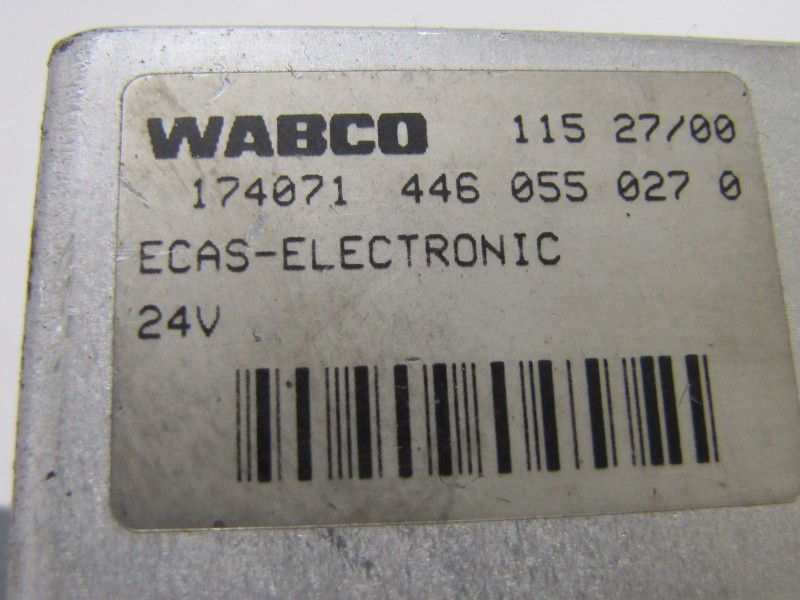 WABCO 115 27/00
174071 446 055 027 0
ECAS-ELECTRONIC
24V